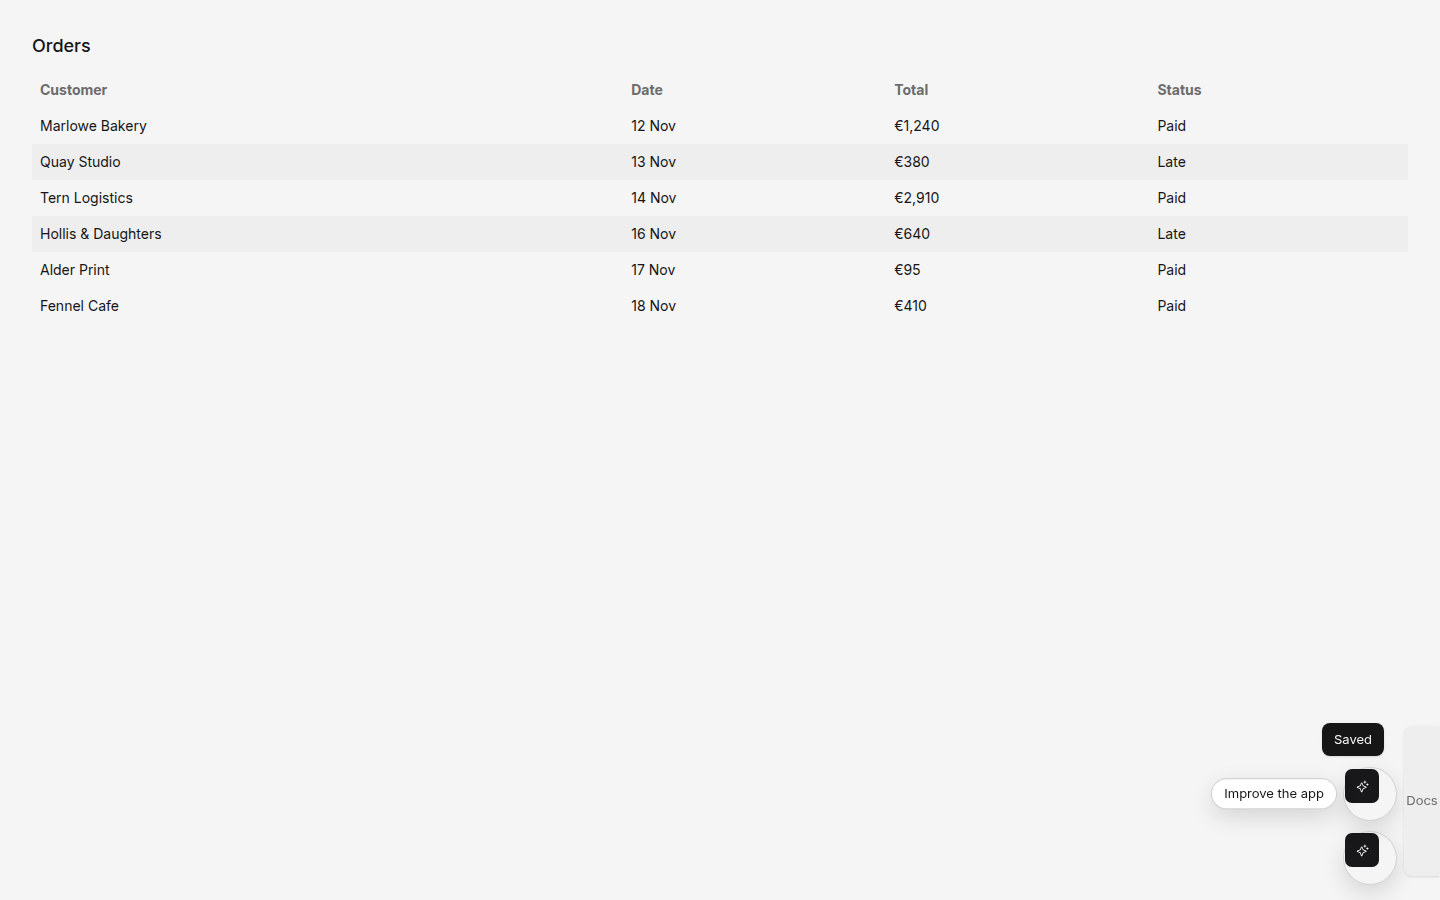 Orders
Customer Date Total Status
Marlowe Bakery 12 Nov €1,240 Paid
Quay Studio 13 Nov €380 Late
Tern Logistics 14 Nov €2,910 Paid
Hollis & Daughters 16 Nov €640 Late
Alder Print 17 Nov €95 Paid
Fennel Cafe 18 Nov €410 Paid
Saved
Improve the app
Docs